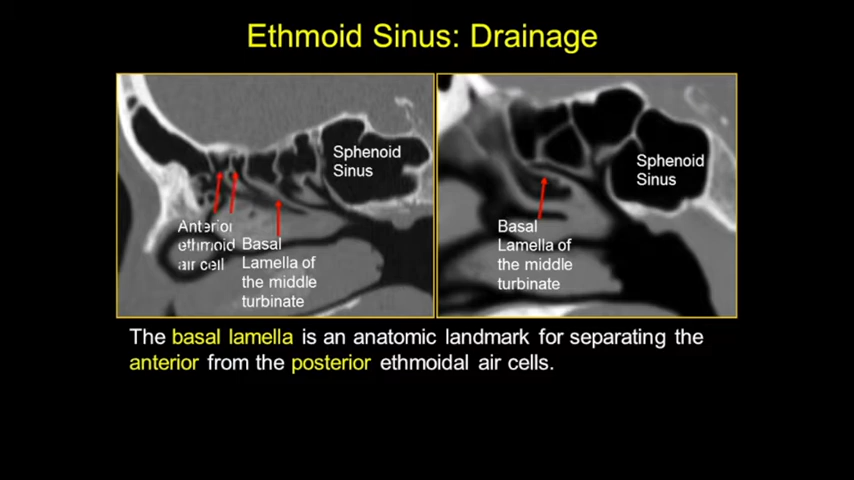 Ethmoid Sinus: Drainage
Sphenoid
Sinus
Anterior
ethmoid
air cell
Basal
Lamella of
the middle
turbinate
Sphenoid
Sinus
Basal
Lamella of
the middle
turbinate
The basal lamella is an anatomic landmark for separating the
anterior from the posterior ethmoidal air cells.